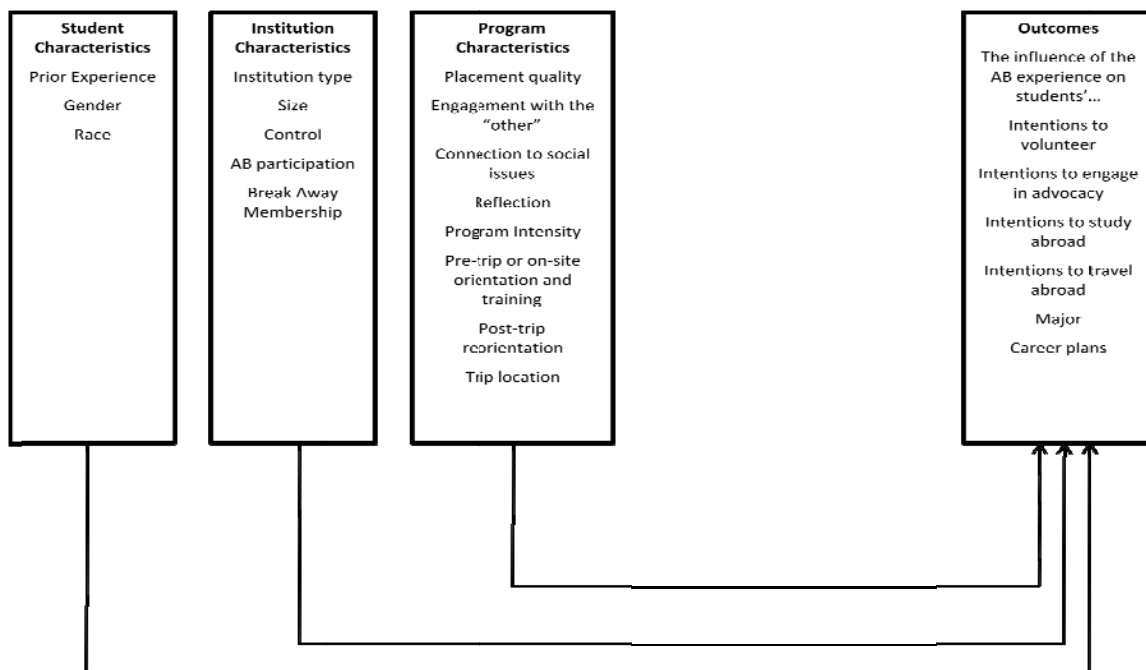 Student
Characteristics
Prior Experience
Gender
Race
Institution
Characteristics
Institution type
Size
Control
AB participation
Break Away
Membership
Program
Characteristics
Placement quality
Engagement with the
“other”
Connection to social
issues
Reflection
Program Intensity
Pre-trip or on-site
orientation and
training
Post-trip
reorientation
Trip location
Outcomes
The influence of the
AB experience on
students’...
Intentions to
volunteer
Intentions to engage
in advocacy
Intentions to study
abroad
Intentions to travel
abroad
Major
Career plans